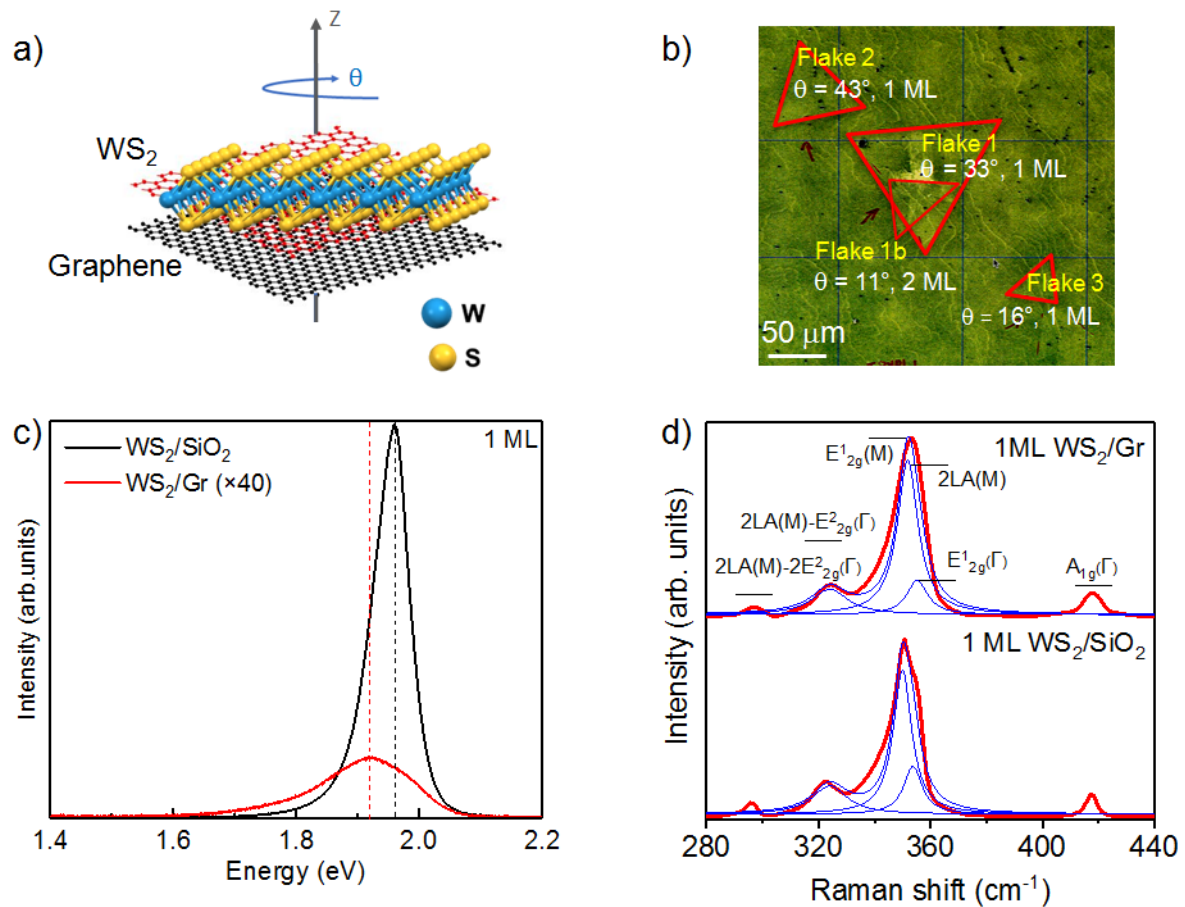 a)
Z
θ
WS₂
Graphene
W
S
b)
Flake 2
θ = 43°, 1 ML
Flake 1
θ = 33°, 1 ML
Flake 1b
θ = 11°, 2 ML
Flake 3
θ = 16°, 1 ML
50 μm
c)
WS₂/SiO₂
WS₂/Gr (×40)
1 ML
Intensity (arb.units)
1.4 1.6 1.8 2.0 2.2
Energy (eV)
d)
1ML WS₂/Gr
E¹₂g(M)
2LA(M)
2LA(M)-E²₂g(Γ)
2LA(M)-2E²₂g(Γ)
E¹₂g(Γ)
A₁g(Γ)
1 ML WS₂/SiO₂
Intensity (arb. units)
280 320 360 400 440
Raman shift (cm⁻¹)